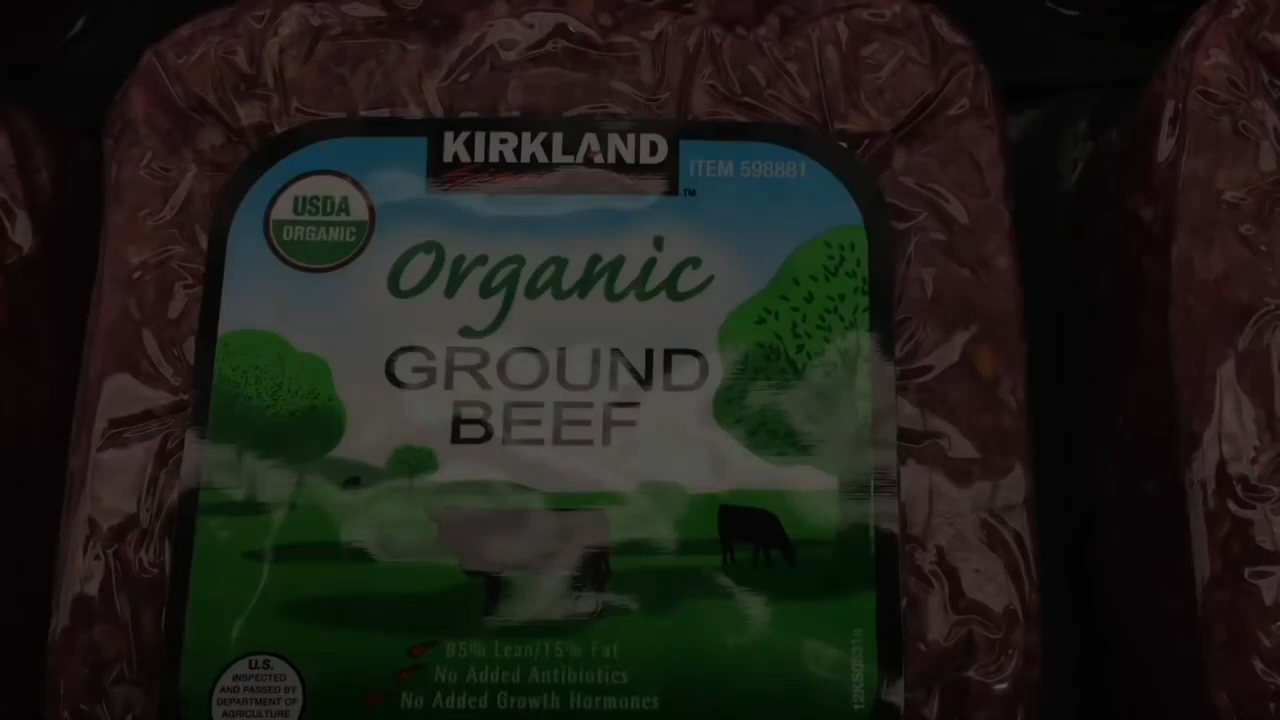 KIRKLAND
ITEM 598881
TM
USDA
ORGANIC
Organic
GROUND
BEEF
85% Lean/15% Fat
No Added Antibiotics
No Added Growth Hormones
U.S.
INSPECTED
AND PASSED BY
DEPARTMENT OF
AGRICULTURE